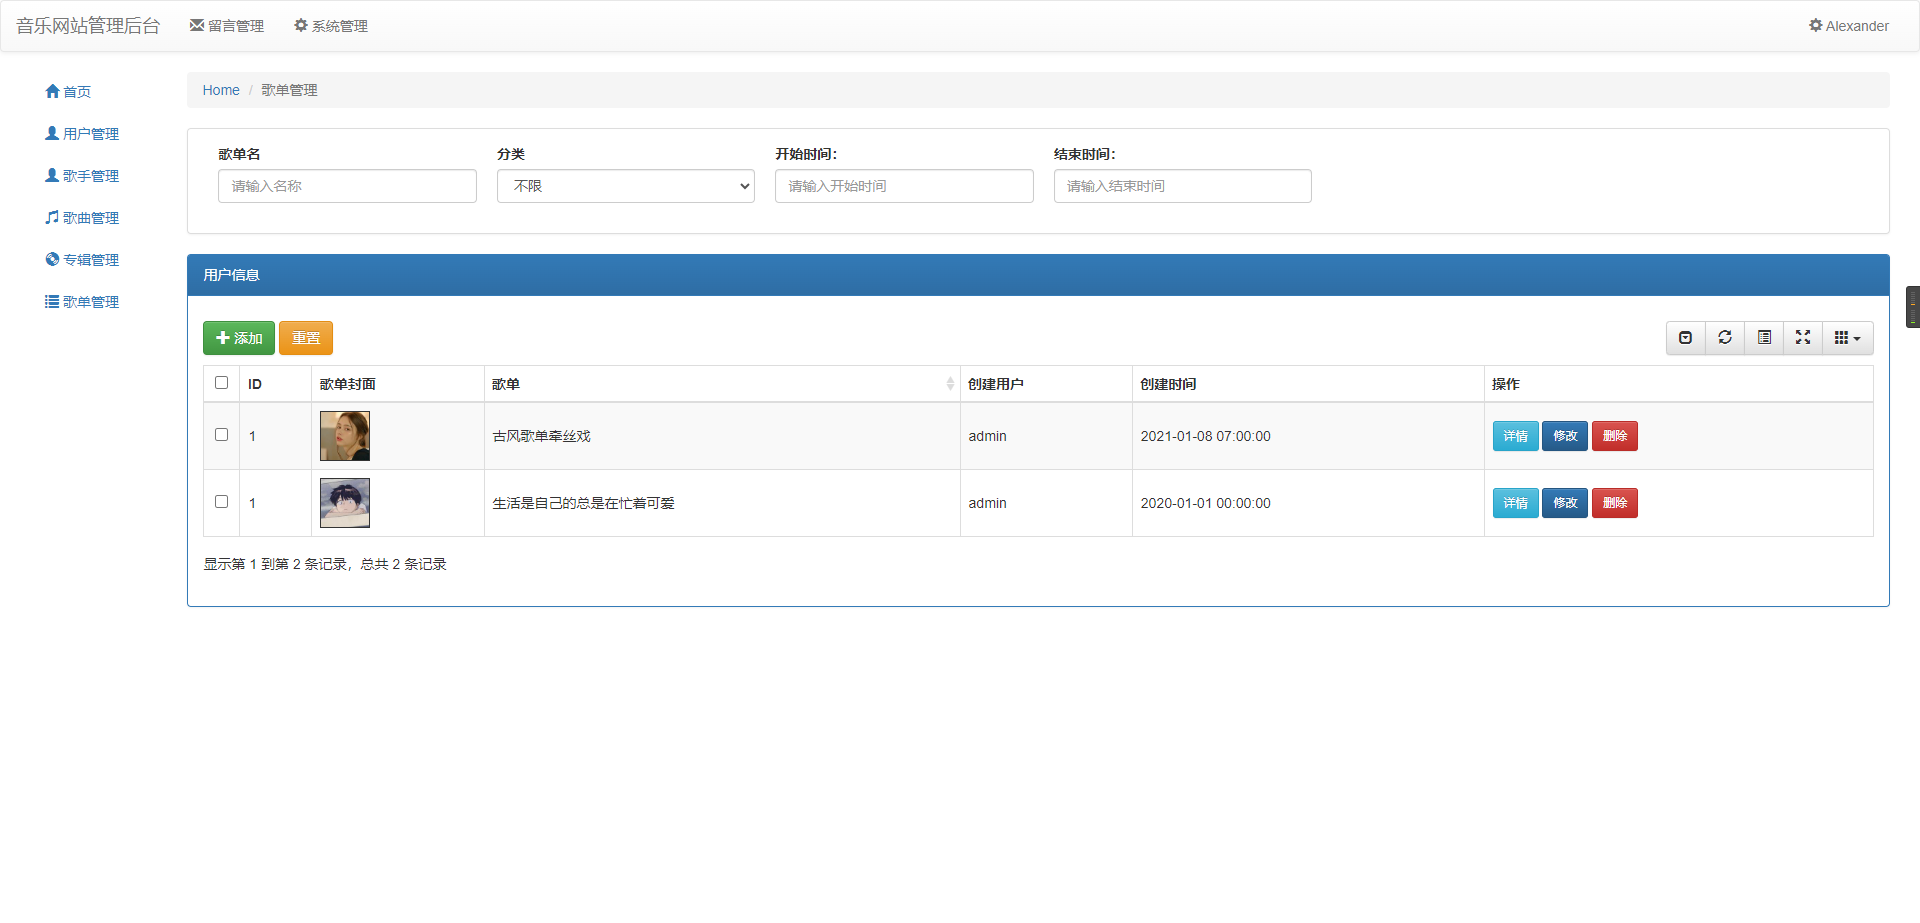 音乐网站管理后台 留言管理 系统管理 Alexander
首页
用户管理
歌手管理
歌曲管理
专辑管理
歌单管理
Home / 歌单管理
歌单名 分类 开始时间： 结束时间：
请输入名称 不限 请输入开始时间 请输入结束时间
用户信息
添加 重置
ID 歌单封面 歌单 创建用户 创建时间 操作
1 古风歌单牵丝戏 admin 2021-01-08 07:00:00 详情 修改 删除
1 生活是自己的总是在忙着可爱 admin 2020-01-01 00:00:00 详情 修改 删除
显示第 1 到第 2 条记录，总共 2 条记录